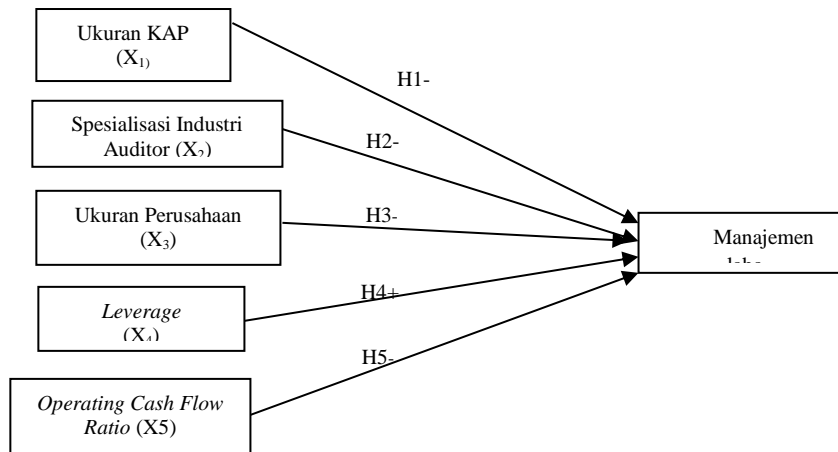 Ukuran KAP
(X1)
H1-
Spesialisasi Industri
Auditor (X2)
H2-
Ukuran Perusahaan
(X3)
H3-
Manajemen
Leverage
(X4)
H4+
H5-
Operating Cash Flow
Ratio (X5)